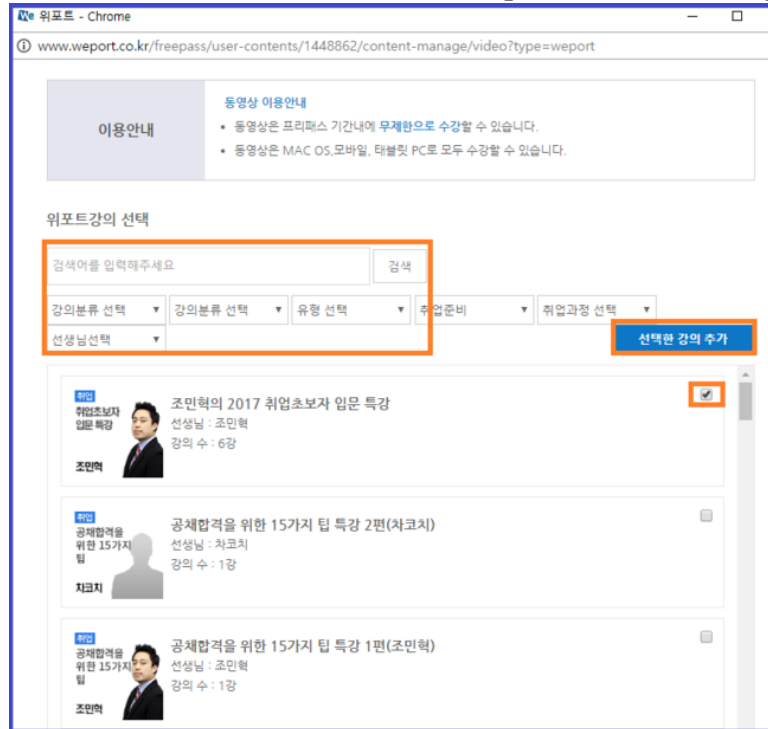 위포트 - Chrome
www.weport.co.kr/freepass/user-contents/1448862/content-manage/video?type=weport
이용안내
동영상 이용안내
• 동영상은 프리패스 기간내에 무제한으로 수강할 수 있습니다.
• 동영상은 MAC OS,모바일, 태블릿 PC로 모두 수강할 수 있습니다.
위포트강의 선택
검색어를 입력해주세요 검색
강의분류 선택 강의분류 선택 유형 선택 취업준비 취업과정 선택
선생님선택 선택한 강의 추가
취업
취업초보자
입문 특강
조민혁
조민혁의 2017 취업초보자 입문 특강
선생님 : 조민혁
강의 수 : 6강
취업
공채합격을
위한 15가지
팁
차코치
공채합격을 위한 15가지 팁 특강 2편(차코치)
선생님 : 차코치
강의 수 : 1강
취업
공채합격을
위한 15가지
팁
조민혁
공채합격을 위한 15가지 팁 특강 1편(조민혁)
선생님 : 조민혁
강의 수 : 1강